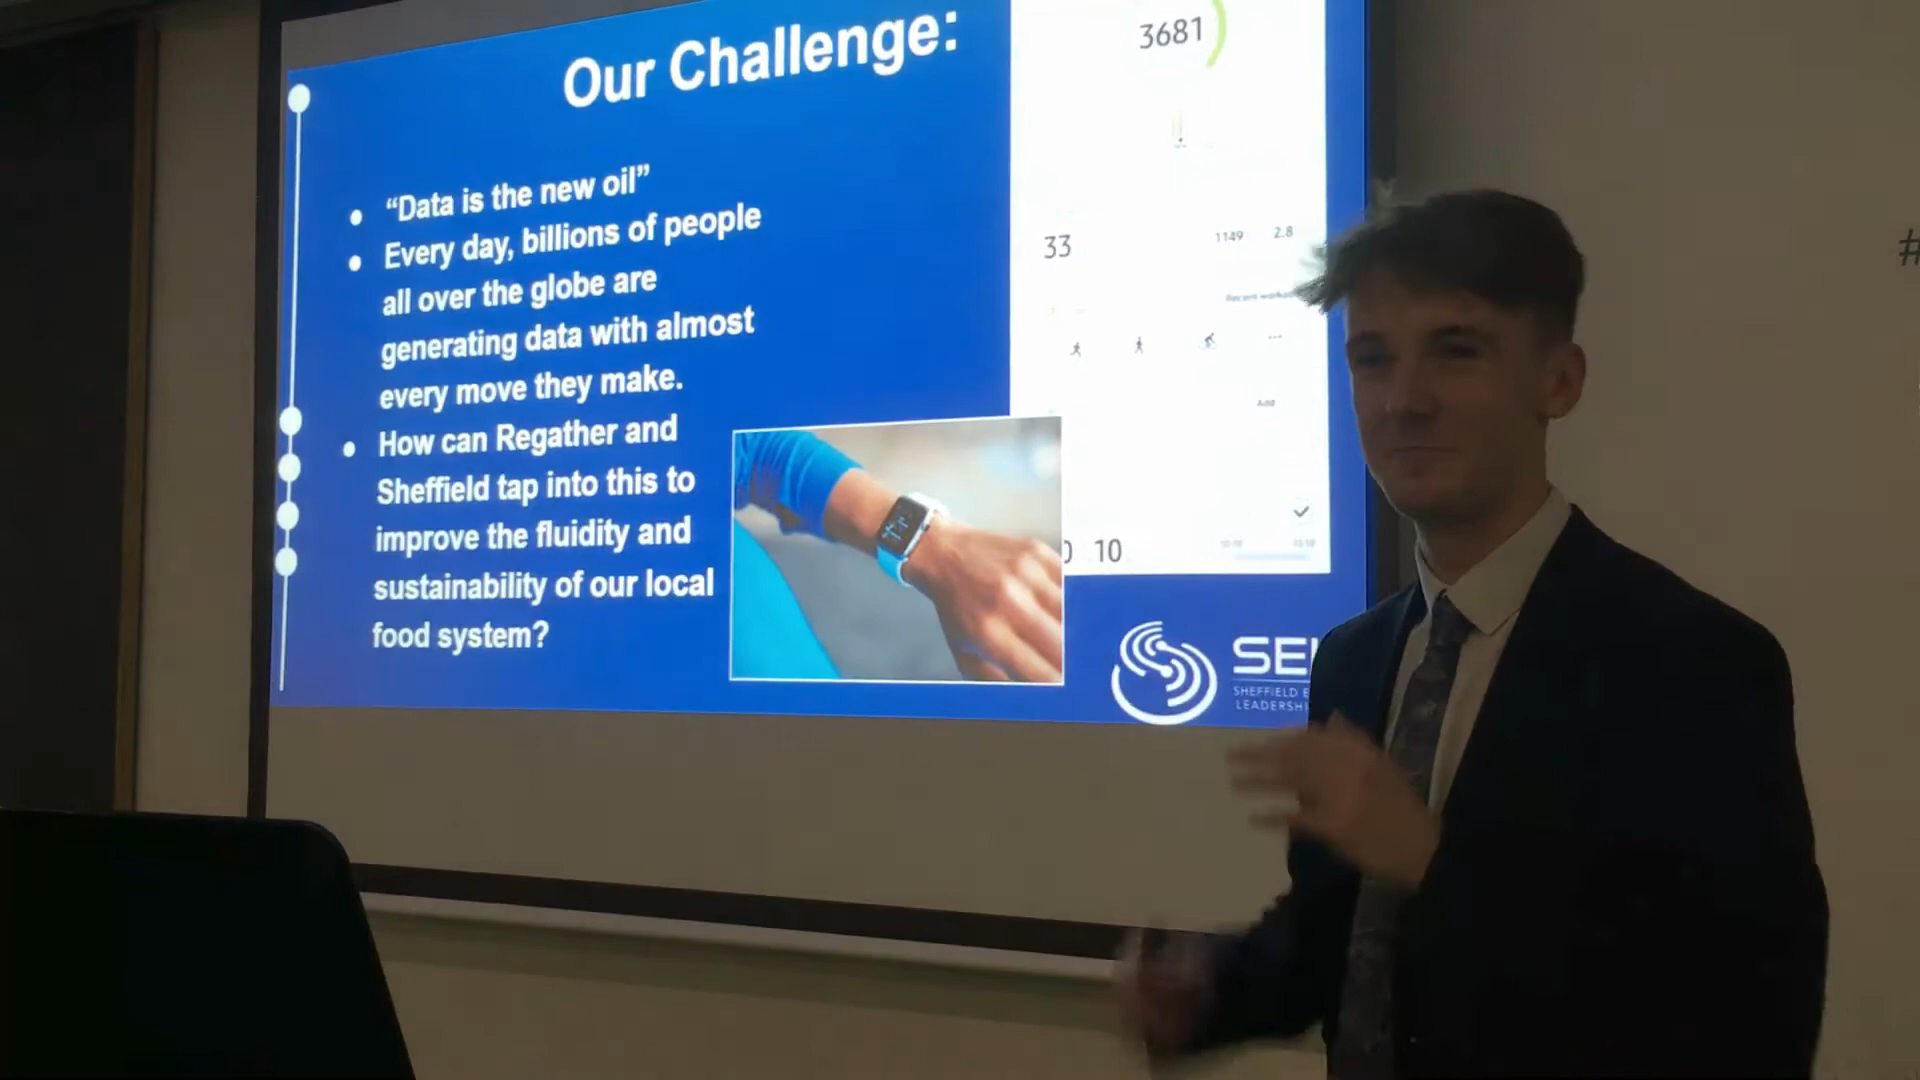 Our Challenge:
“Data is the new oil”
Every day, billions of people
all over the globe are
generating data with almost
every move they make.
How can Regather and
Sheffield tap into this to
improve the fluidity and
sustainability of our local
food system?
3681
33
1149 2.8
Recent
Add
10
SE
SHEFFIELD
#